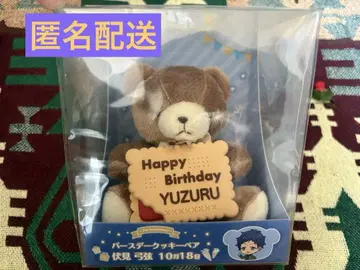 匿名配送
Happy
Birthday
YUZURU
バースデークッキーベア
伏見 弓弦 10月18日